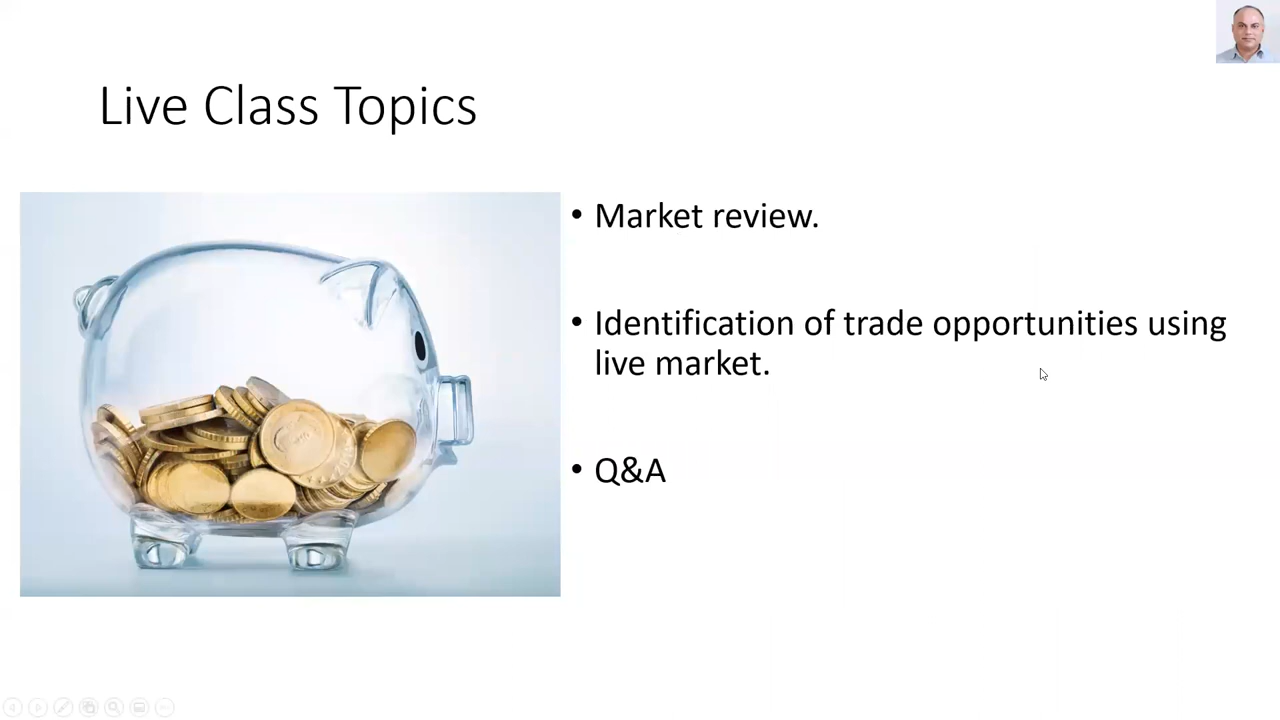 Live Class Topics
• Market review.
• Identification of trade opportunities using
live market.
• Q&A